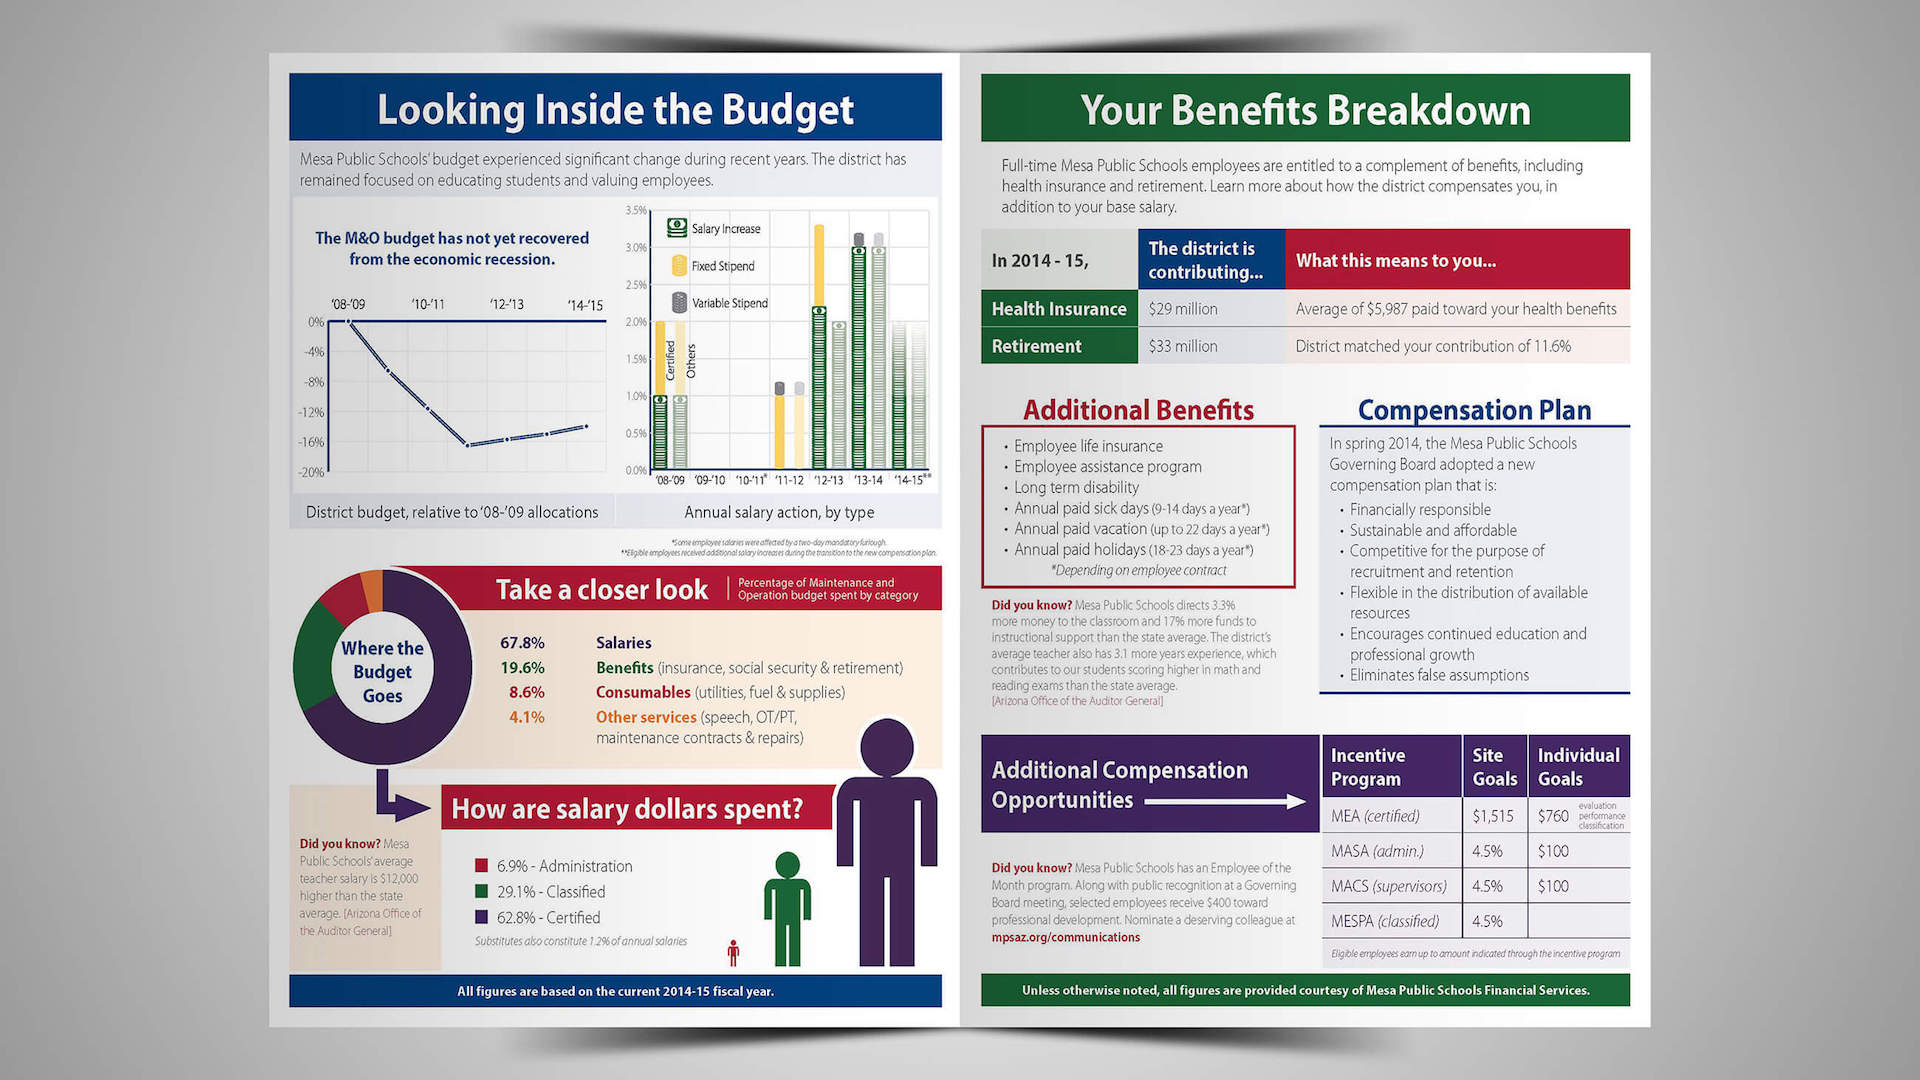 Looking Inside the Budget
Mesa Public Schools' budget experienced significant change during recent years. The district has
remained focused on educating students and valuing employees.
The M&O budget has not yet recovered
from the economic recession.
'08-'09 '10-'11 '12-'13 '14-'15
0%
-4%
-8%
-12%
-16%
-20%
District budget, relative to '08-'09 allocations
3.5%
3.0%
2.5%
2.0%
1.5%
1.0%
0.5%
0.0%
Salary Increase
Fixed Stipend
Variable Stipend
Certified
Others
'08-'09 '09-'10 '10-'11* '11-12 '12-'13 '13-14 '14-15**
Annual salary action, by type
*Some employee salaries were affected by a two-day mandatory furlough.
**Eligible employees received additional salary increases during the transition to the new compensation plan.
Where the
Budget
Goes
Take a closer look
Percentage of Maintenance and
Operation budget spent by category
67.8% Salaries
19.6% Benefits (insurance, social security & retirement)
8.6% Consumables (utilities, fuel & supplies)
4.1% Other services (speech, OT/PT,
maintenance contracts & repairs)
How are salary dollars spent?
Did you know? Mesa
Public Schools' average
teacher salary is $12,000
higher than the state
average. [Arizona Office of
the Auditor General]
6.9% - Administration
29.1% - Classified
62.8% - Certified
Substitutes also constitute 1.2% of annual salaries
All figures are based on the current 2014-15 fiscal year.
Your Benefits Breakdown
Full-time Mesa Public Schools employees are entitled to a complement of benefits, including
health insurance and retirement. Learn more about how the district compensates you, in
addition to your base salary.
In 2014 - 15,
The district is
contributing...
What this means to you...
Health Insurance $29 million Average of $5,987 paid toward your health benefits
Retirement $33 million District matched your contribution of 11.6%
Additional Benefits
• Employee life insurance
• Employee assistance program
• Long term disability
• Annual paid sick days (9-14 days a year*)
• Annual paid vacation (up to 22 days a year*)
• Annual paid holidays (18-23 days a year*)
*Depending on employee contract
Did you know? Mesa Public Schools directs 3.3%
more money to the classroom and 17% more funds to
instructional support than the state average. The district's
average teacher also has 3.1 more years experience, which
contributes to our students scoring higher in math and
reading exams than the state average.
[Arizona Office of the Auditor General]
Compensation Plan
In spring 2014, the Mesa Public Schools
Governing Board adopted a new
compensation plan that is:
• Financially responsible
• Sustainable and affordable
• Competitive for the purpose of
recruitment and retention
• Flexible in the distribution of available
resources
• Encourages continued education and
professional growth
• Eliminates false assumptions
Additional Compensation
Opportunities
Did you know? Mesa Public Schools has an Employee of the
Month program. Along with public recognition at a Governing
Board meeting, selected employees receive $400 toward
professional development. Nominate a deserving colleague at
mpsaz.org/communications
Incentive
Program
Site
Goals
Individual
Goals
MEA (certified) $1,515 $760
evaluation
performance
classification
MASA (admin.) 4.5% $100
MACS (supervisors) 4.5% $100
MESPA (classified) 4.5%
Eligible employees earn up to amount indicated through the incentive program
Unless otherwise noted, all figures are provided courtesy of Mesa Public Schools Financial Services.